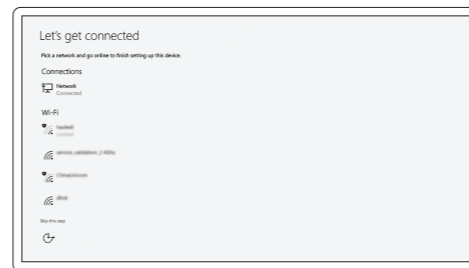 Let's get connected
Pick a network and go online to finish setting up this device.
Connections
Network
Connected
Wi-Fi
service_validation_2.4Ghz
ChinaUnicom
dlink
Skip this step